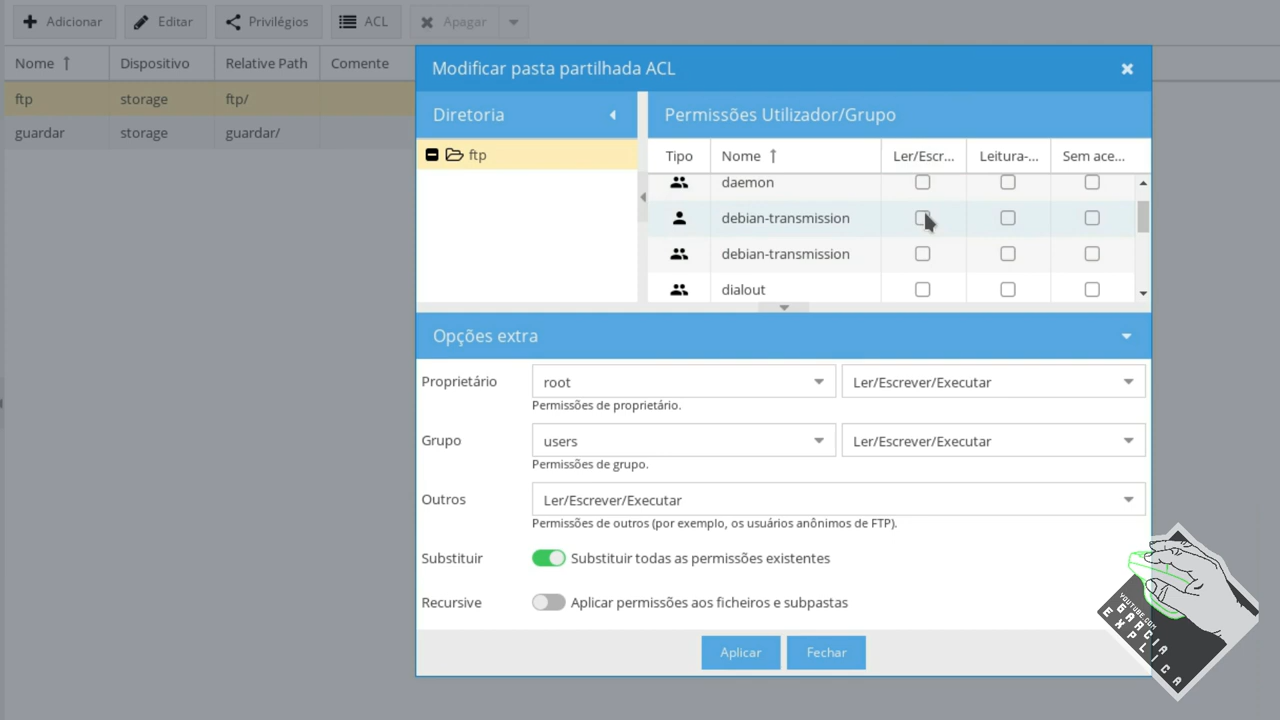 Adicionar Editar Privilégios ACL Apagar
Nome Dispositivo Relative Path Comente
ftp storage ftp/
guardar storage guardar/
Modificar pasta partilhada ACL
Diretoria
ftp
Permissões Utilizador/Grupo
Tipo Nome Ler/Escr... Leitura-... Sem ace...
daemon
debian-transmission
debian-transmission
dialout
Opções extra
Proprietário root Ler/Escrever/Executar
Permissões de proprietário.
Grupo users Ler/Escrever/Executar
Permissões de grupo.
Outros Ler/Escrever/Executar
Permissões de outros (por exemplo, os usuários anônimos de FTP).
Substituir Substituir todas as permissões existentes
Recursive Aplicar permissões aos ficheiros e subpastas
Aplicar Fechar
YOUTUBE.COM
GARCIA
EXPLICA